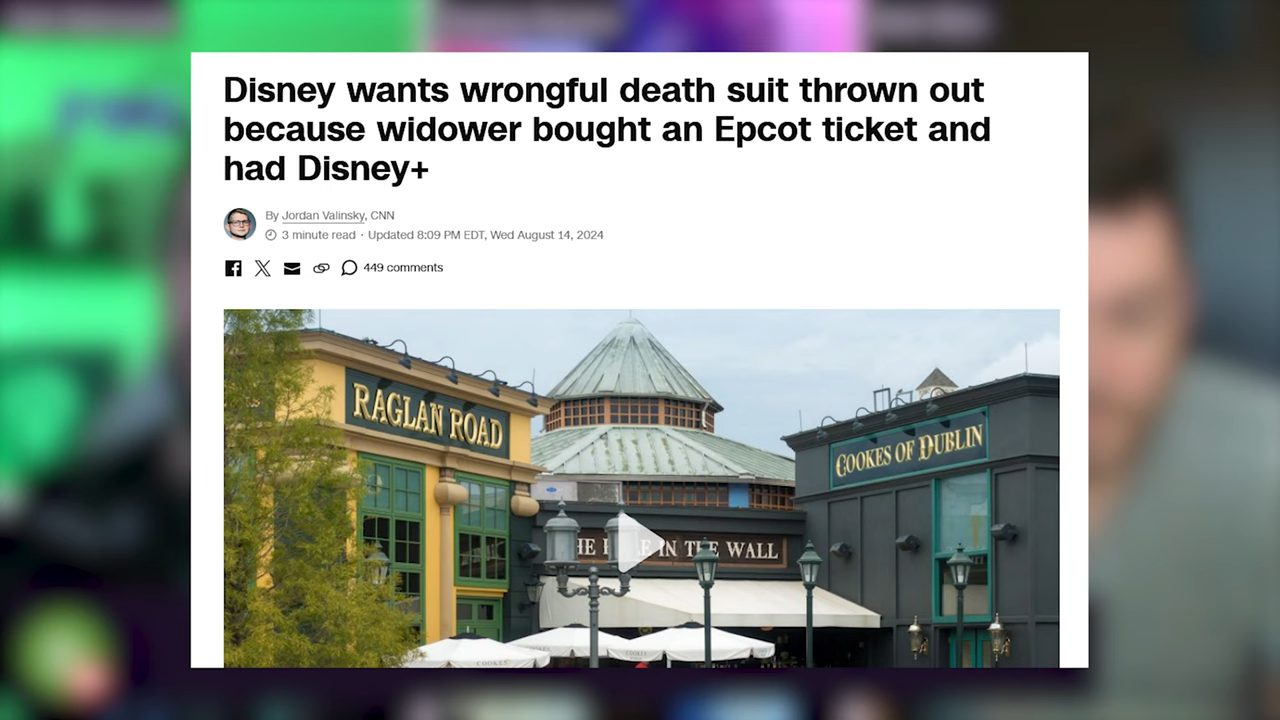 Disney wants wrongful death suit thrown out
because widower bought an Epcot ticket and
had Disney+
By Jordan Valinsky, CNN
3 minute read · Updated 8:09 PM EDT, Wed August 14, 2024
449 comments
RAGLAN ROAD
COOKES OF DUBLIN
IN THE WALL
COOKES